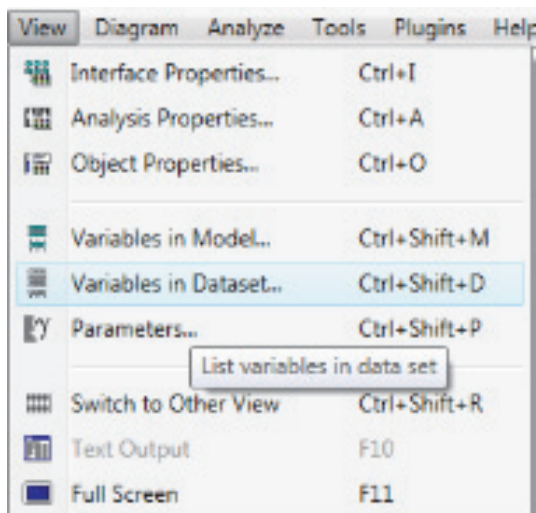 View Diagram Analyze Tools Plugins Help
Interface Properties... Ctrl+I
Analysis Properties... Ctrl+A
Object Properties... Ctrl+O
Variables in Model... Ctrl+Shift+M
Variables in Dataset... Ctrl+Shift+D
Parameters... Ctrl+Shift+P
List variables in data set
Switch to Other View Ctrl+Shift+R
Text Output F10
Full Screen F11